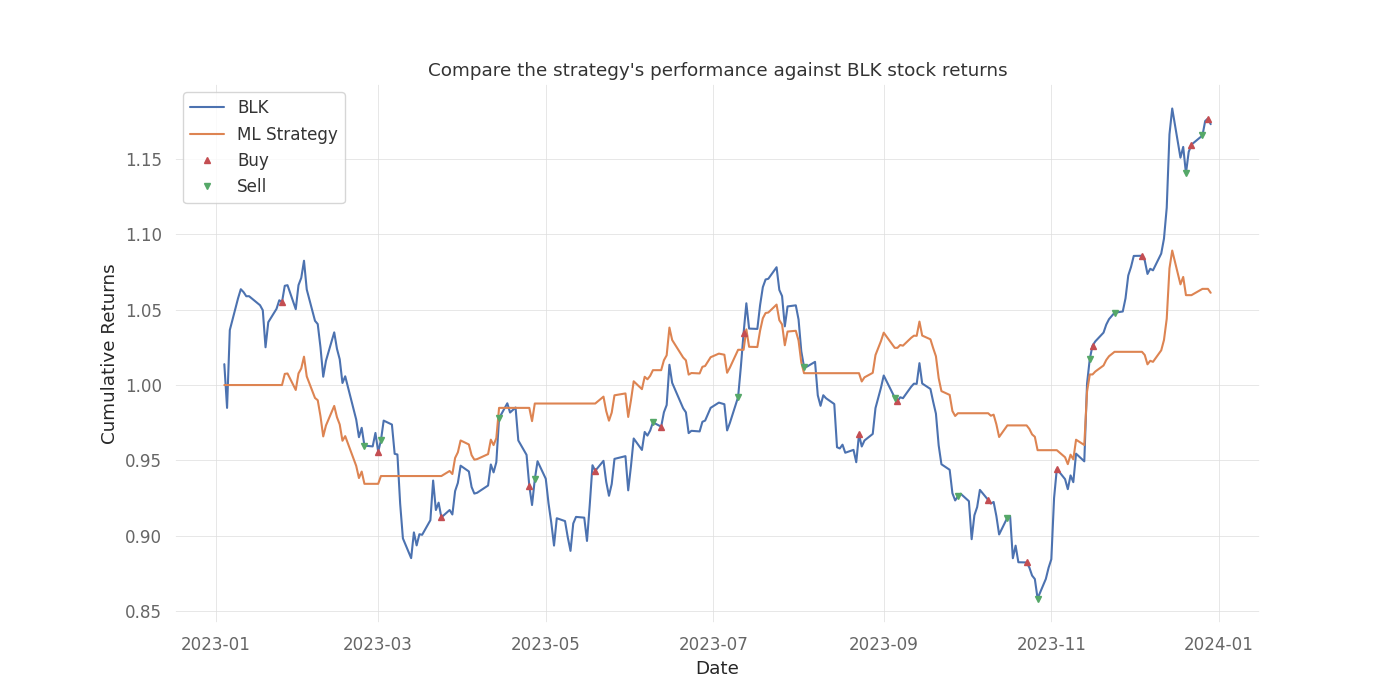 Compare the strategy's performance against BLK stock returns
BLK
ML Strategy
Buy
Sell
Cumulative Returns
1.15
1.10
1.05
1.00
0.95
0.90
0.85
2023-01
2023-03
2023-05
2023-07
2023-09
2023-11
2024-01
Date